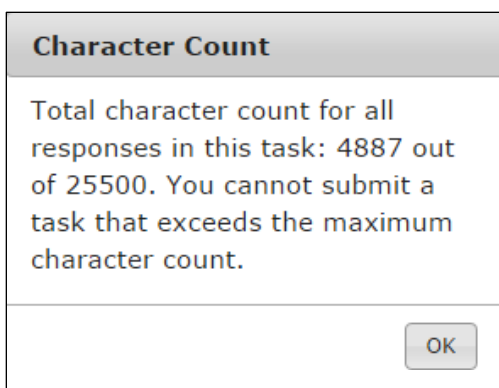 Character Count
Total character count for all
responses in this task: 4887 out
of 25500. You cannot submit a
task that exceeds the maximum
character count.
OK